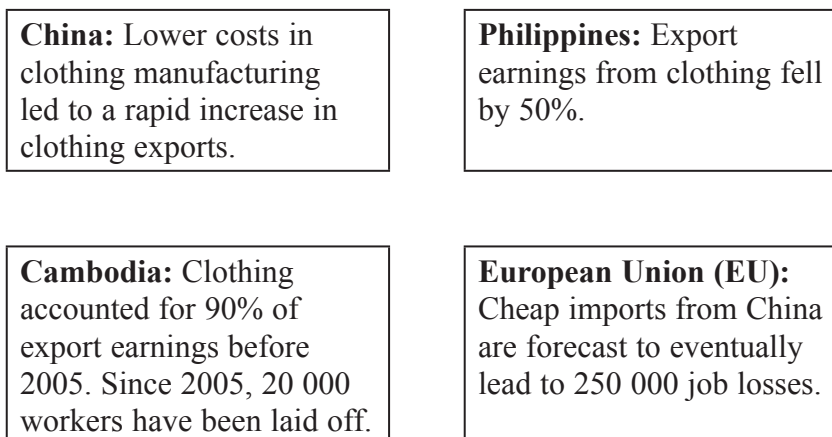 China: Lower costs in
clothing manufacturing
led to a rapid increase in
clothing exports.
Philippines: Export
earnings from clothing fell
by 50%.
Cambodia: Clothing
accounted for 90% of
export earnings before
2005. Since 2005, 20 000
workers have been laid off.
European Union (EU):
Cheap imports from China
are forecast to eventually
lead to 250 000 job losses.